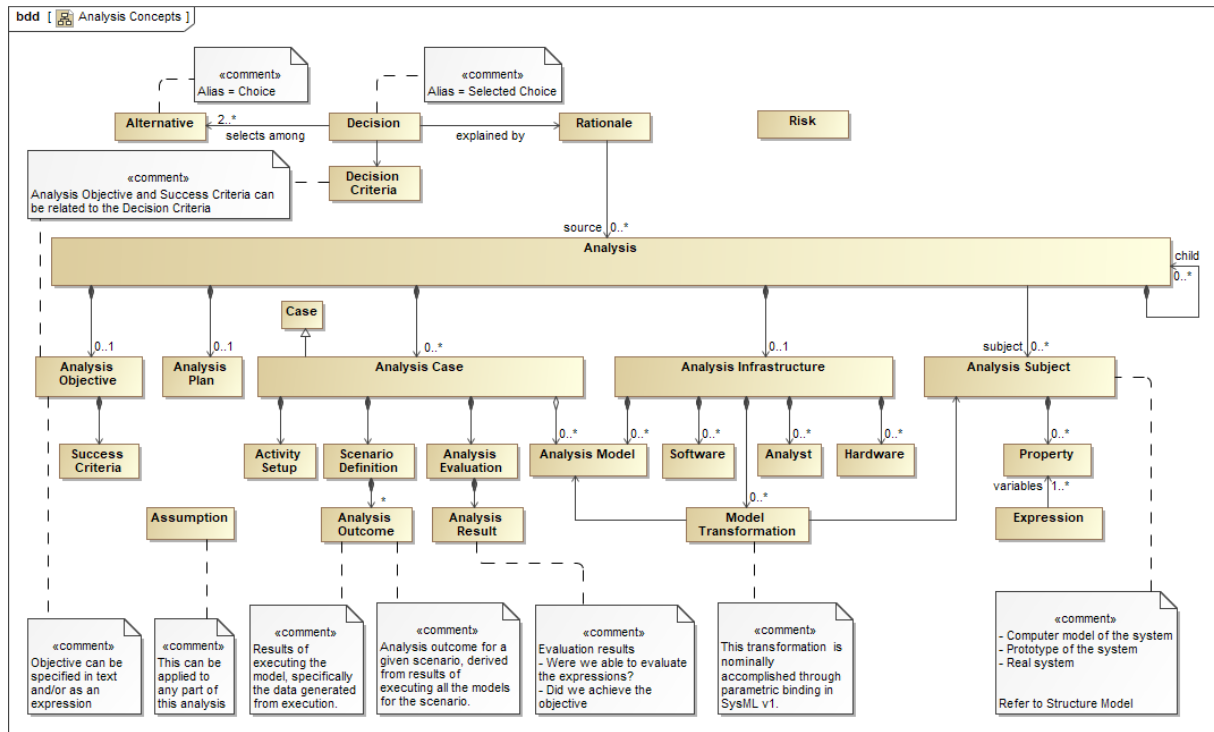 bdd [ Analysis Concepts ]
«comment»
Alias = Choice
«comment»
Alias = Selected Choice
Alternative
2..*
selects among
Decision
explained by
Rationale
Risk
«comment»
Analysis Objective and Success Criteria can
be related to the Decision Criteria
Decision
Criteria
source
0..*
Analysis
child
0..*
Case
0..1
0..1
0..*
0..1
subject
0..*
Analysis
Objective
Analysis
Plan
Analysis Case
Analysis Infrastructure
Analysis Subject
0..*
0..*
0..*
0..*
0..*
0..*
Success
Criteria
Activity
Setup
Scenario
Definition
Analysis
Evaluation
Analysis Model
Software
Analyst
Hardware
Property
variables
1..*
*
0..*
Assumption
Analysis
Outcome
Analysis
Result
Model
Transformation
Expression
«comment»
Objective can be
specified in text
and/or as an
expression
«comment»
This can be
applied to
any part of
this analysis
«comment»
Results of
executing the
model, specifically
the data generated
from execution.
«comment»
Analysis outcome for a
given scenario, derived
from results of
executing all the models
for the scenario.
«comment»
Evaluation results
- Were we able to evaluate
the expressions?
- Did we achieve the
objective
«comment»
This transformation is
nominally
accomplished through
parametric binding in
SysML v1.
«comment»
- Computer model of the system
- Prototype of the system
- Real system
Refer to Structure Model